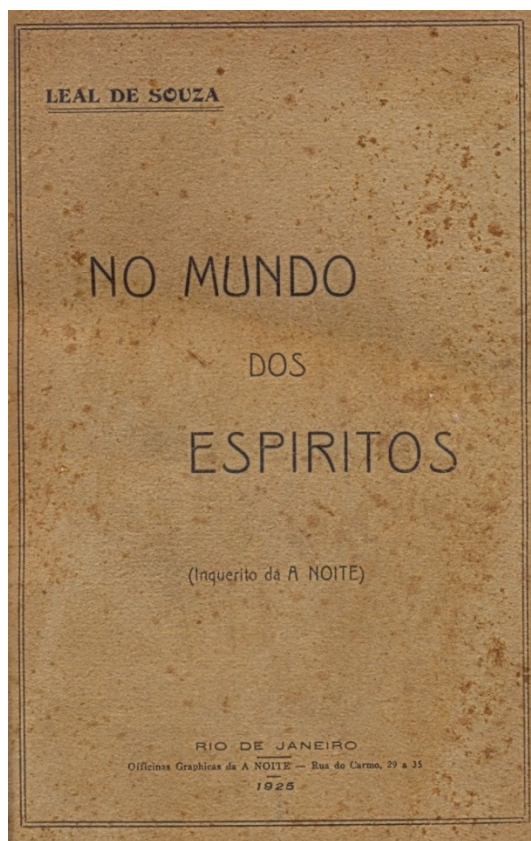 LEAL DE SOUZA
NO MUNDO
DOS
ESPIRITOS
(Inquerito da A NOITE)
RIO DE JANEIRO
Officinas Graphicas da A NOITE — Rua do Carmo, 29 a 35
1925